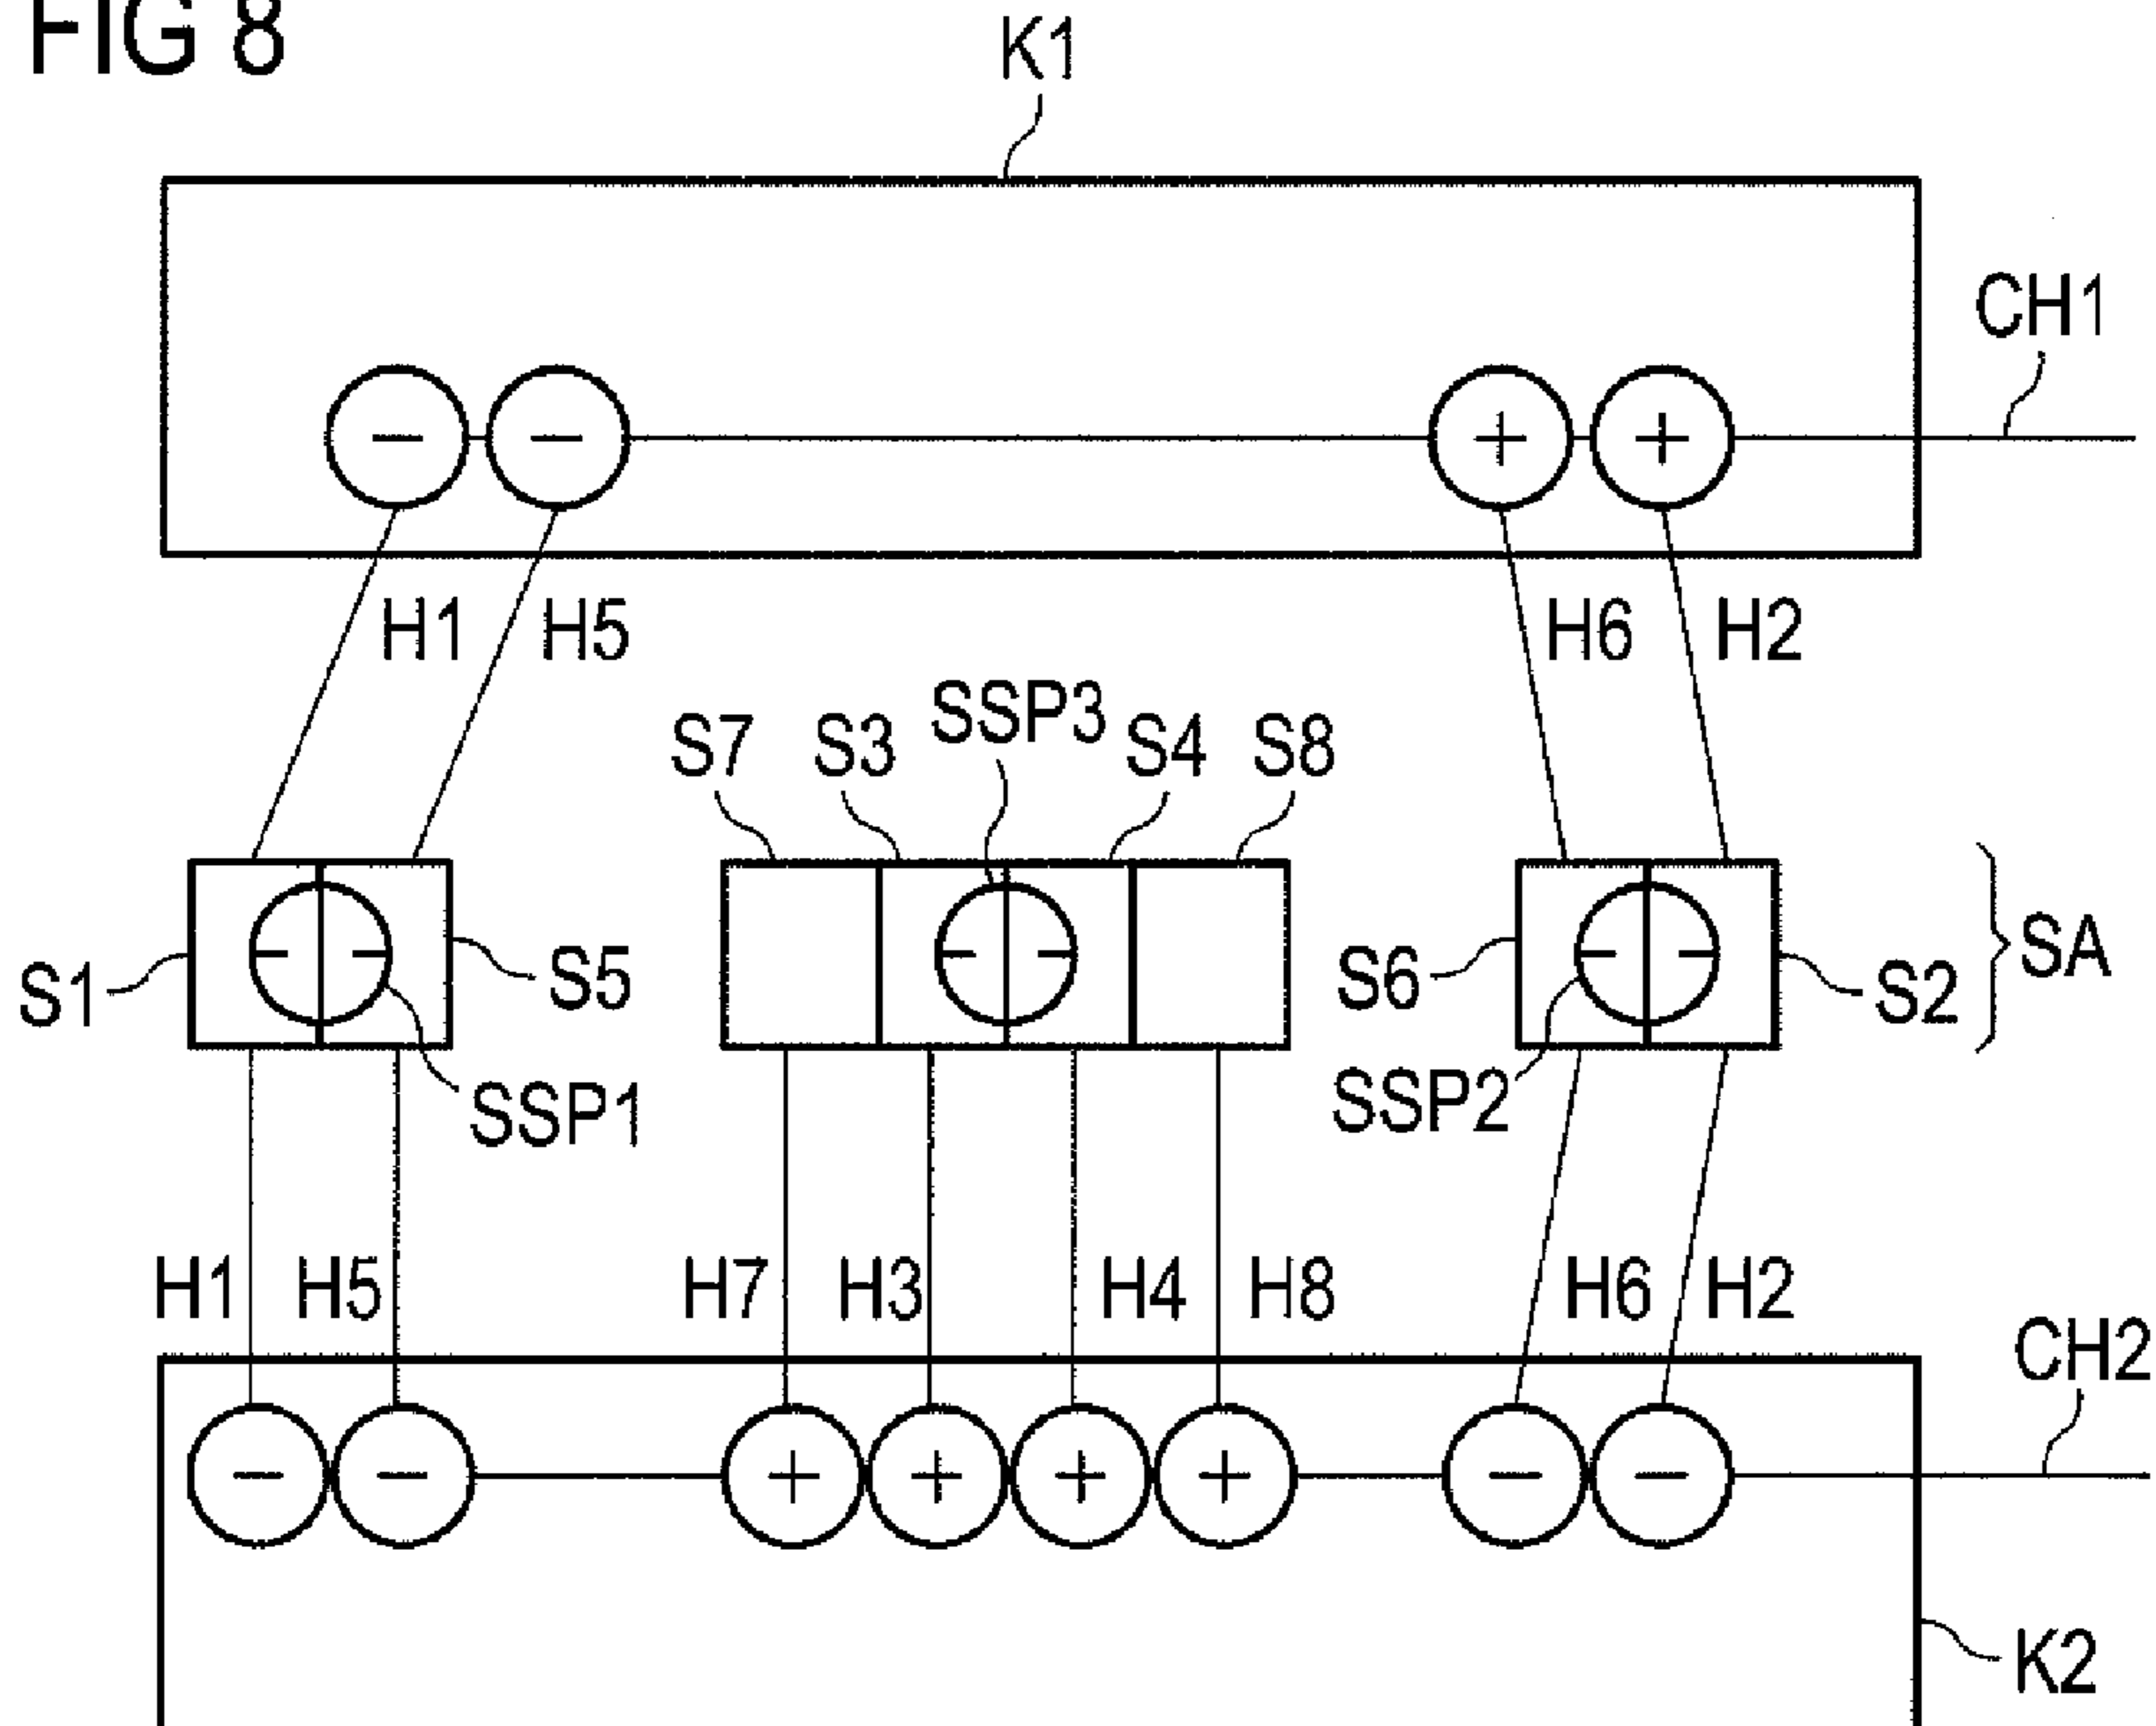 FIG 8
K1
CH1
H1 H5 H6 H2
S7 S3 SSP3 S4 S8
S1 S5 S6 S2 SA
SSP1 SSP2
H1 H5 H7 H3 H4 H8 H6 H2
CH2
K2